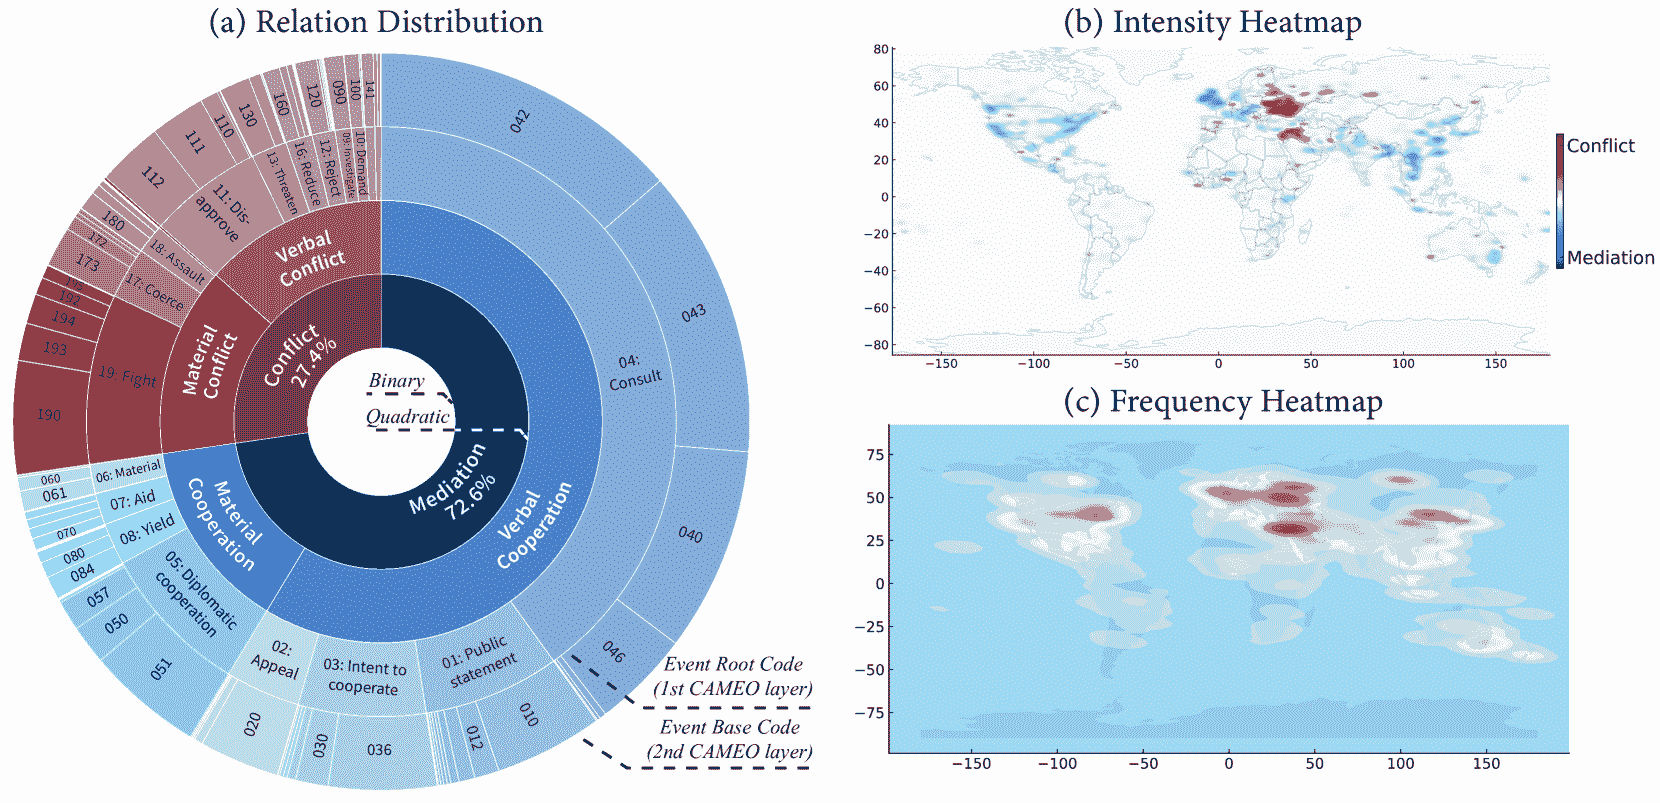 (a) Relation Distribution
042
043
040
046
010
012
036
030
020
051
050
057
084
080
070
061
060
190
193
194
192
173
172
180
112
111
110
130
160
120
090
100
141
04:
Consult
01: Public
statement
03: Intent to
cooperate
02:
Appeal
05: Diplomatic
cooperation
08: Yield
07: Aid
06: Material
19: Fight
17: Coerce
18: Assault
11: Dis-
approve
13: Threaten
16: Reduce
12: Reject
09: Investigate
10: Demand
Verbal
Conflict
Material
Conflict
Material
Cooperation
Verbal
Cooperation
Conflict
27.4%
Mediation
72.6%
Binary
Quadratic
Event Root Code
(1st CAMEO layer)
Event Base Code
(2nd CAMEO layer)
(b) Intensity Heatmap
80
60
40
20
0
−20
−40
−60
−80
−150
−100
−50
0
50
100
150
Conflict
Mediation
(c) Frequency Heatmap
75
50
25
0
−25
−50
−75
−150
−100
−50
0
50
100
150